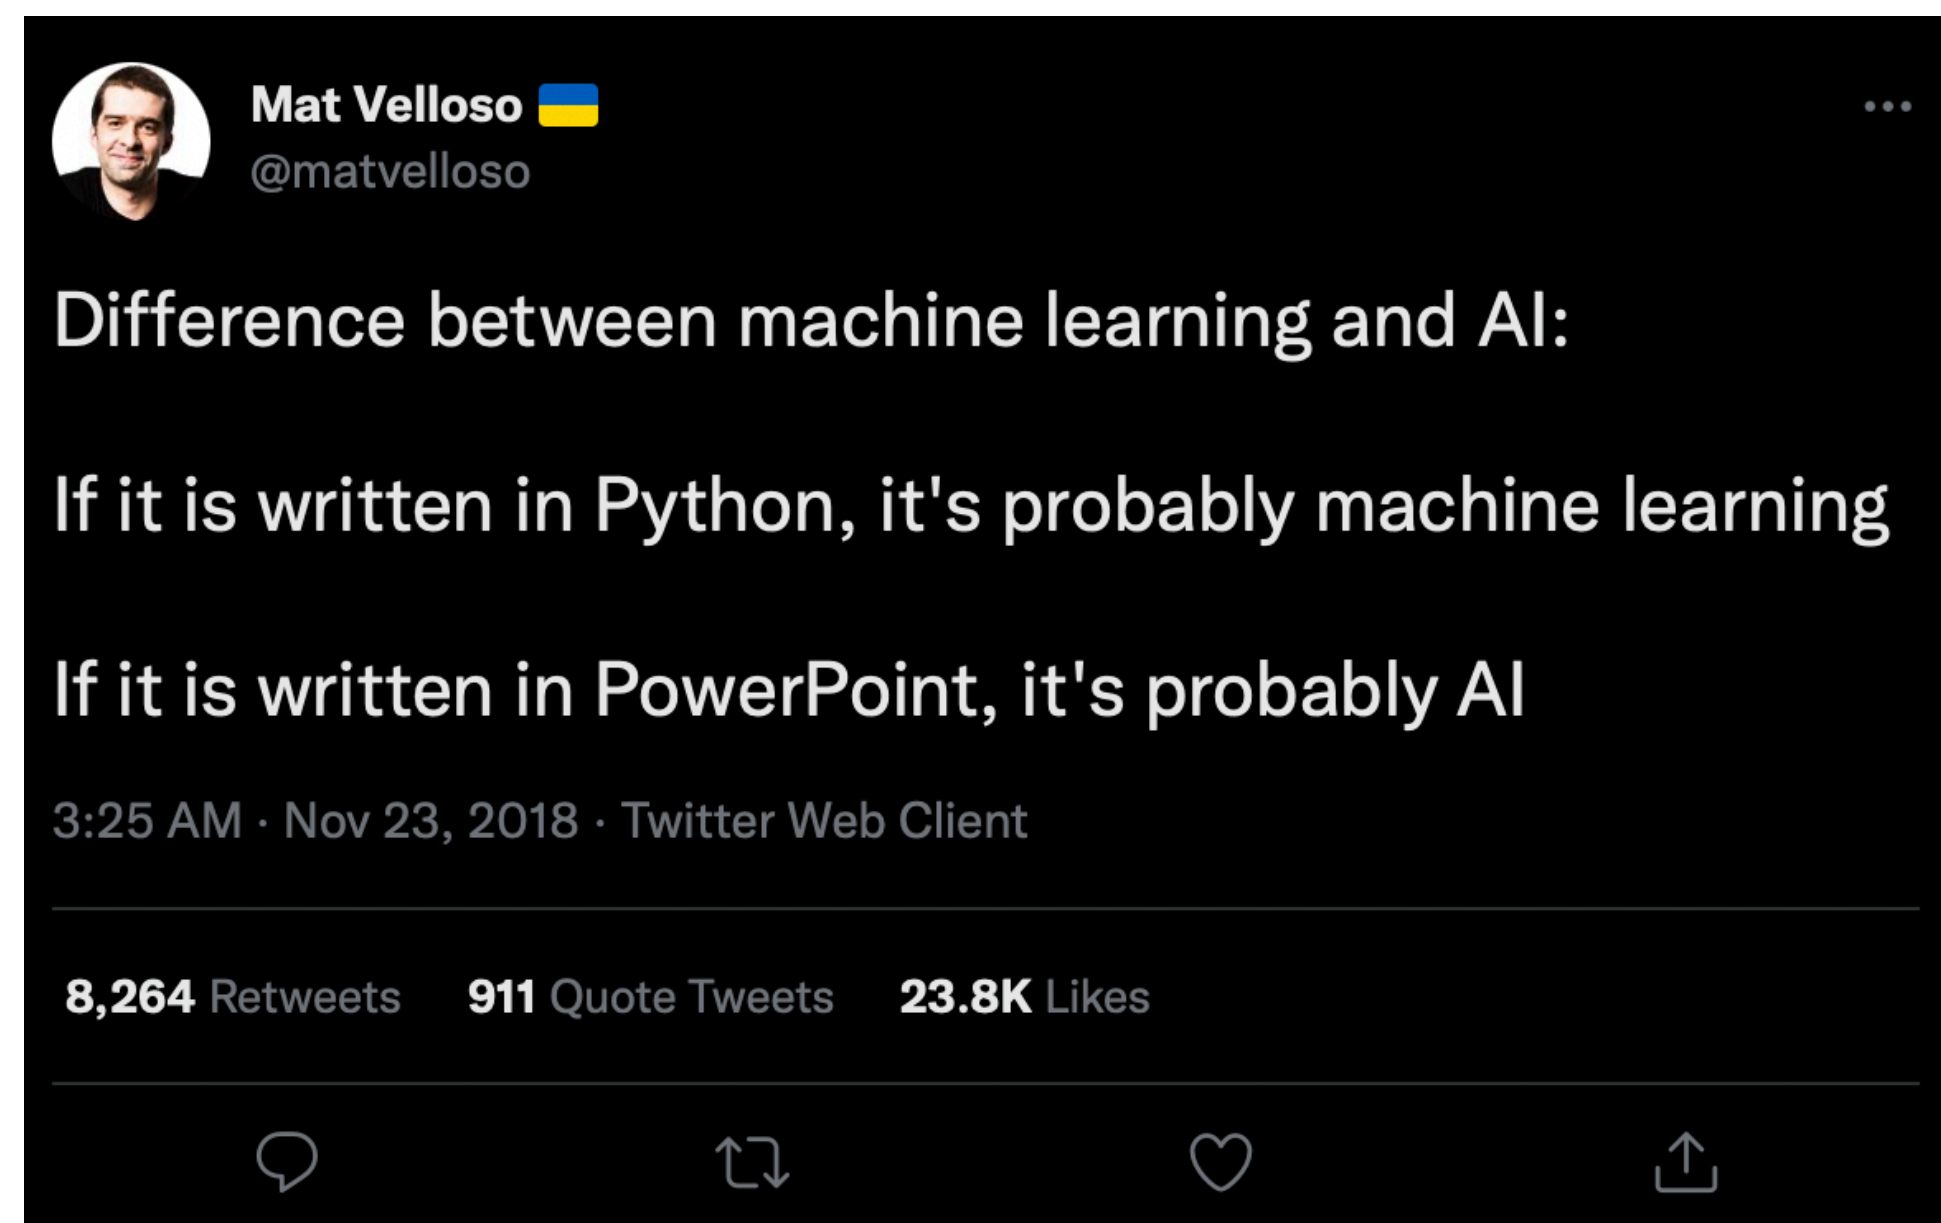 Mat Velloso 🇺🇦
@matvelloso
Difference between machine learning and AI:
If it is written in Python, it's probably machine learning
If it is written in PowerPoint, it's probably AI
3:25 AM · Nov 23, 2018 · Twitter Web Client
8,264 Retweets 911 Quote Tweets 23.8K Likes